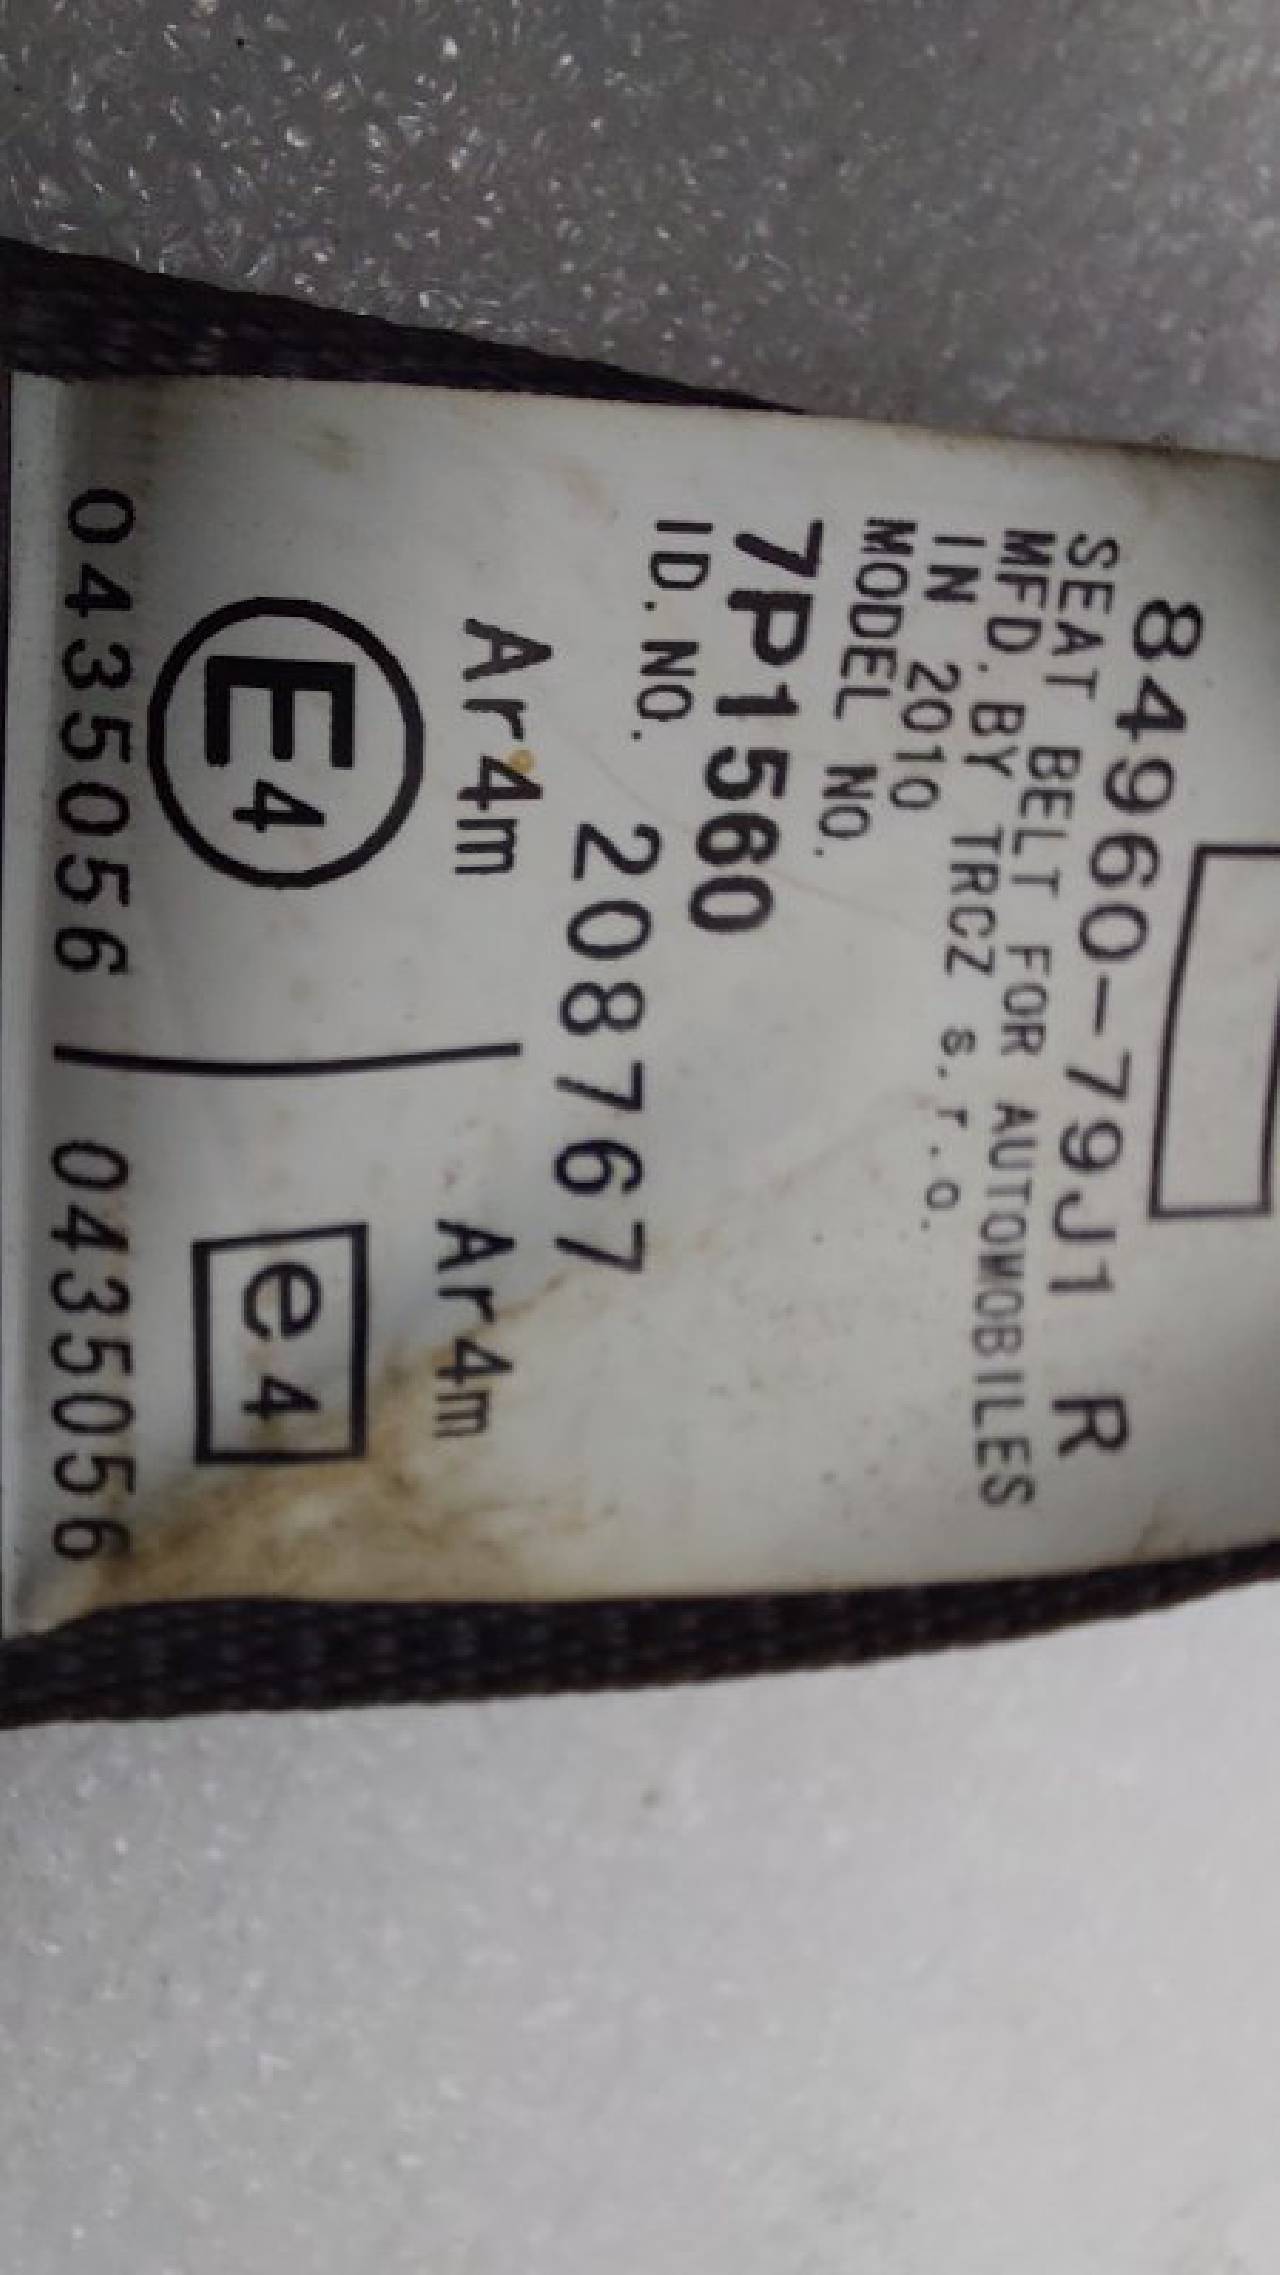 84960-79J1 R
SEAT BELT FOR AUTOMOBILES
MFD. BY TRCZ s.r.o.
IN 2010
MODEL NO.
7P1560
ID. NO.
208767
Ar4m Ar4m
E4 e4
0435056 0435056